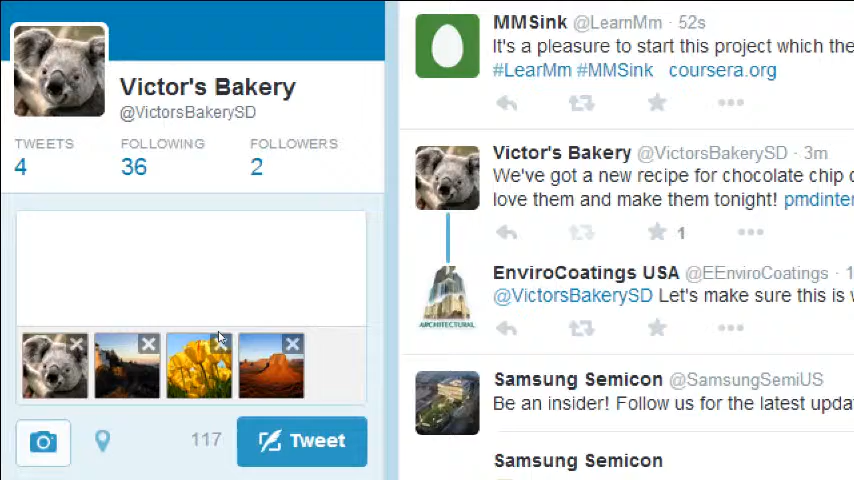 Victor's Bakery
@VictorsBakerySD
TWEETS FOLLOWING FOLLOWERS
4 36 2
117 Tweet
MMSink @LearnMm · 52s
It's a pleasure to start this project which the
#LearMm #MMSink coursera.org
Victor's Bakery @VictorsBakerySD · 3m
We've got a new recipe for chocolate chip
love them and make them tonight! pmdinter
1
EnviroCoatings USA @EEnviroCoatings · 1
@VictorsBakerySD Let's make sure this is
ARCHITECTURAL
Samsung Semicon @SamsungSemiUS
Be an insider! Follow us for the latest upda
Samsung Semicon